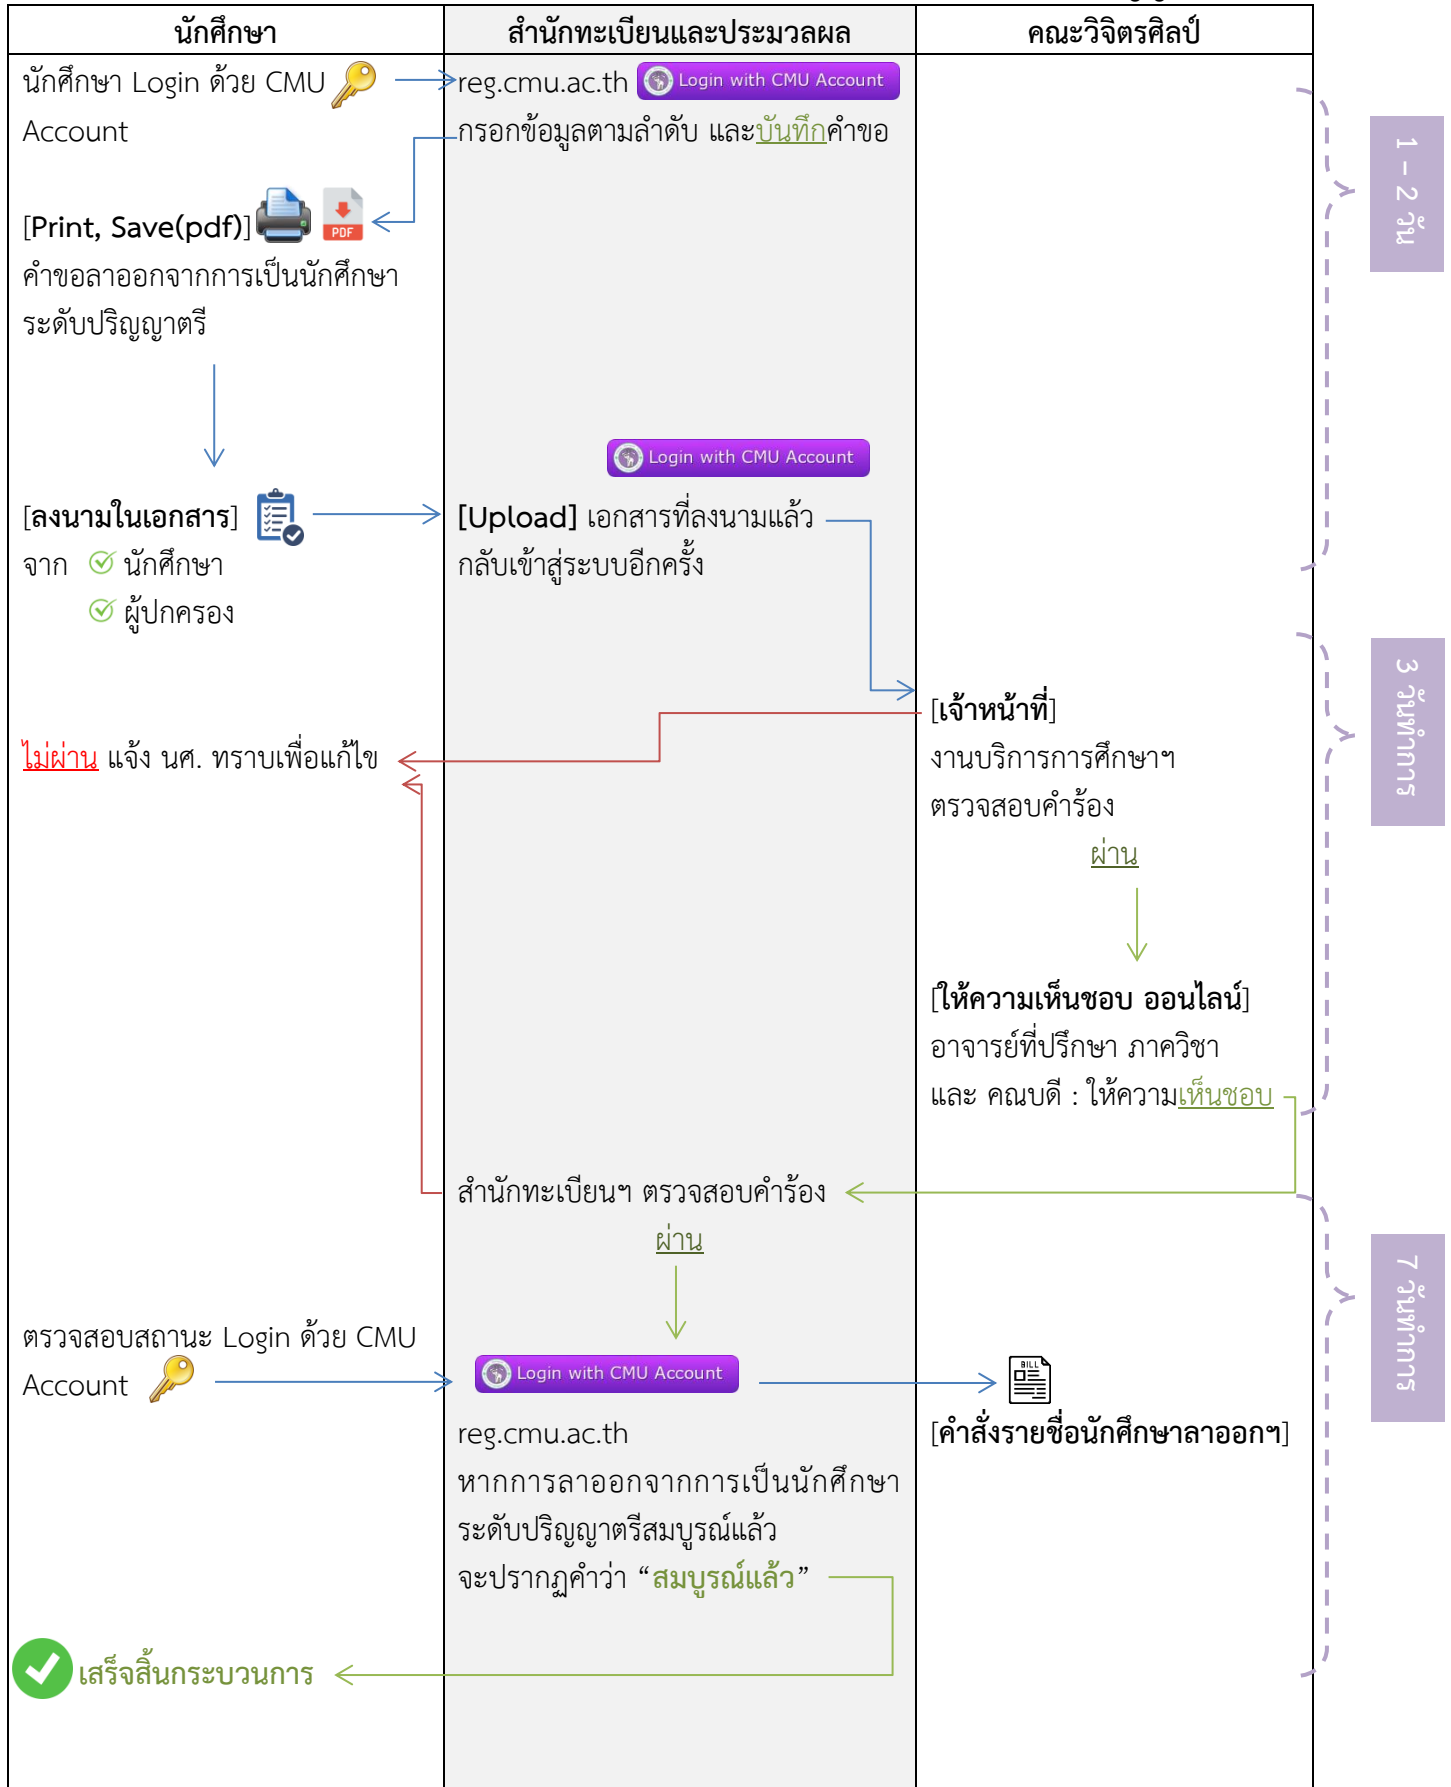 นักศึกษา
สำนักทะเบียนและประมวลผล
คณะวิจิตรศิลป์
นักศึกษา Login ด้วย CMU
Account
reg.cmu.ac.th
Login with CMU Account
กรอกข้อมูลตามลำดับ และบันทึกคำขอ
1 – 2 วัน
[Print, Save(pdf)]
PDF
คำขอลาออกจากการเป็นนักศึกษา
ระดับปริญญาตรี
Login with CMU Account
[ลงนามในเอกสาร]
จาก นักศึกษา
ผู้ปกครอง
[Upload] เอกสารที่ลงนามแล้ว
กลับเข้าสู่ระบบอีกครั้ง
3 วันทำการ
[เจ้าหน้าที่]
งานบริการการศึกษาฯ
ตรวจสอบคำร้อง
ผ่าน
ไม่ผ่าน แจ้ง นศ. ทราบเพื่อแก้ไข
[ให้ความเห็นชอบ ออนไลน์]
อาจารย์ที่ปรึกษา ภาควิชา
และ คณบดี : ให้ความเห็นชอบ
สำนักทะเบียนฯ ตรวจสอบคำร้อง
ผ่าน
7 วันทำการ
ตรวจสอบสถานะ Login ด้วย CMU
Account
Login with CMU Account
BILL
[คำสั่งรายชื่อนักศึกษาลาออกฯ]
reg.cmu.ac.th
หากการลาออกจากการเป็นนักศึกษา
ระดับปริญญาตรีสมบูรณ์แล้ว
จะปรากฏคำว่า “สมบูรณ์แล้ว”
เสร็จสิ้นกระบวนการ